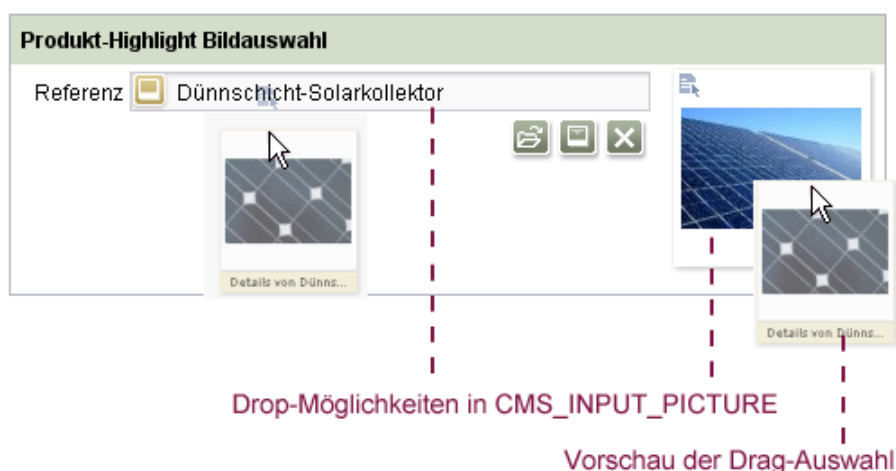 Produkt-Highlight Bildauswahl
Referenz Dünnschicht-Solarkollektor
Details von Dünns...
Details von Dünns...
Drop-Möglichkeiten in CMS_INPUT_PICTURE
Vorschau der Drag-Auswahl